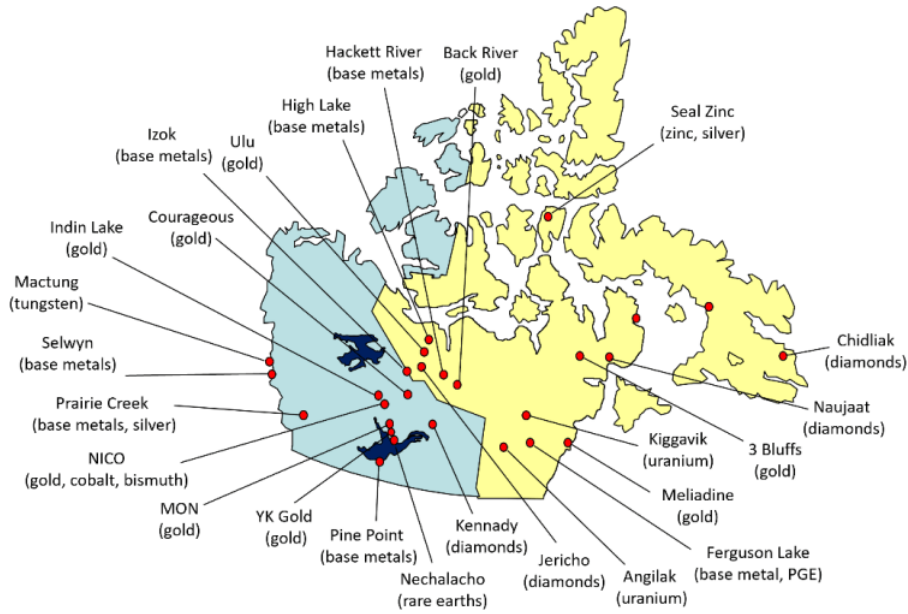 Hackett River
(base metals)
Back River
(gold)
High Lake
(base metals)
Seal Zinc
(zinc, silver)
Izok
(base metals)
Ulu
(gold)
Courageous
(gold)
Indin Lake
(gold)
Mactung
(tungsten)
Selwyn
(base metals)
Chidliak
(diamonds)
Prairie Creek
(base metals, silver)
Naujaat
(diamonds)
NICO
(gold, cobalt, bismuth)
Kiggavik
(uranium)
3 Bluffs
(gold)
MON
(gold)
YK Gold
(gold)
Pine Point
(base metals)
Kennady
(diamonds)
Meliadine
(gold)
Nechalacho
(rare earths)
Jericho
(diamonds)
Angilak
(uranium)
Ferguson Lake
(base metal, PGE)